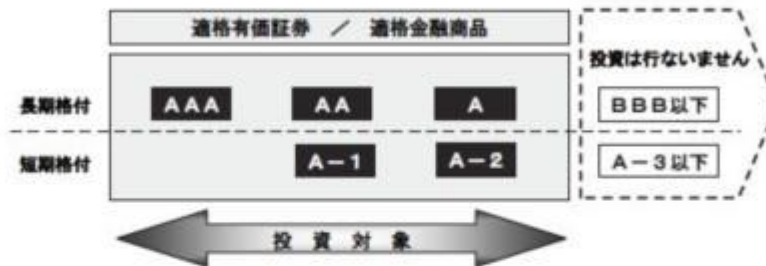 適格有価証券 / 適格金融商品
投資は行ないません
長期格付 AAA AA A BBB以下
短期格付 A-1 A-2 A-3以下
投資対象